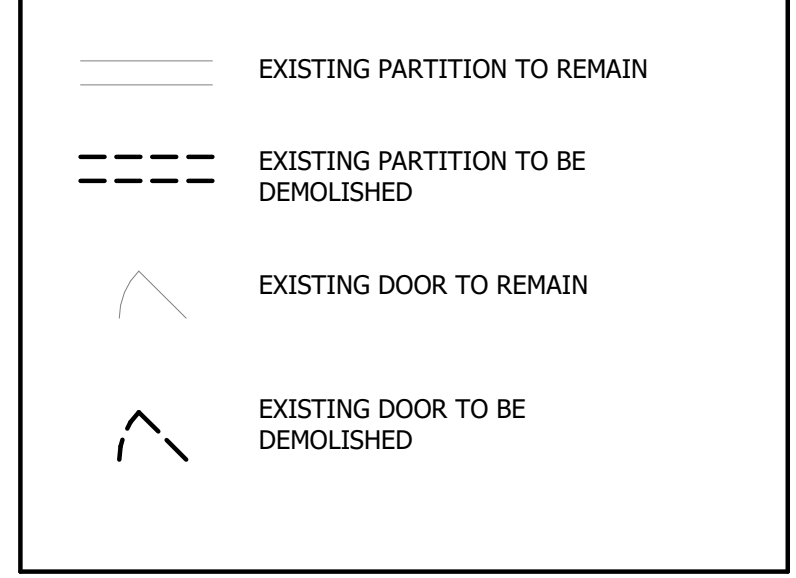 EXISTING PARTITION TO REMAIN
EXISTING PARTITION TO BE
DEMOLISHED
EXISTING DOOR TO REMAIN
EXISTING DOOR TO BE
DEMOLISHED